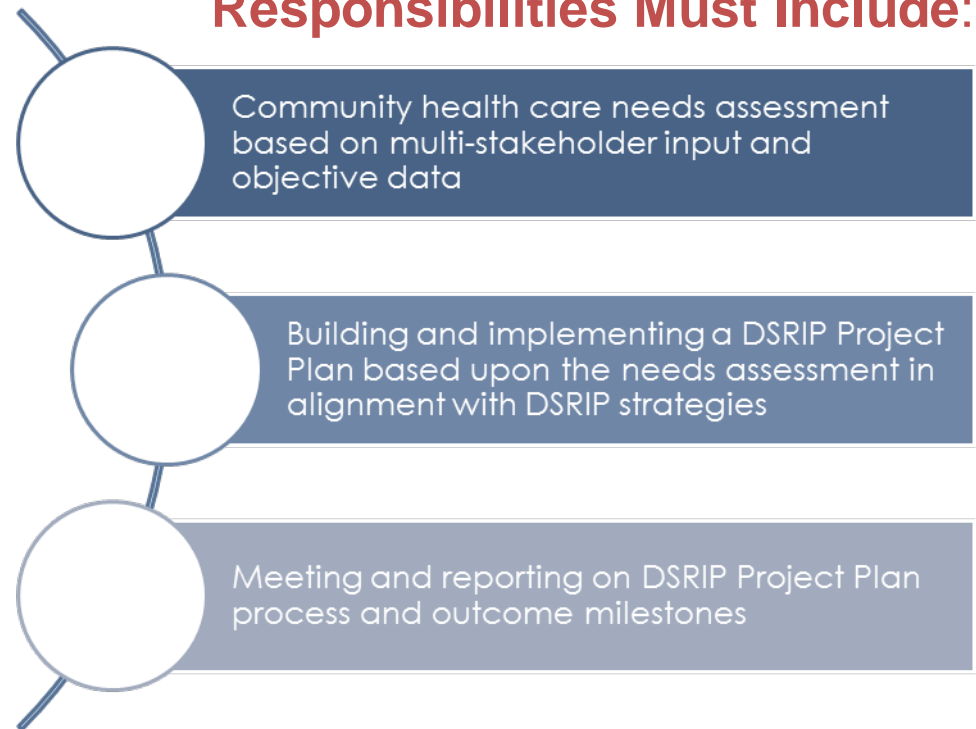 Responsibilities Must Include:
Community health care needs assessment
based on multi-stakeholder input and
objective data
Building and implementing a DSRIP Project
Plan based upon the needs assessment in
alignment with DSRIP strategies
Meeting and reporting on DSRIP Project Plan
process and outcome milestones